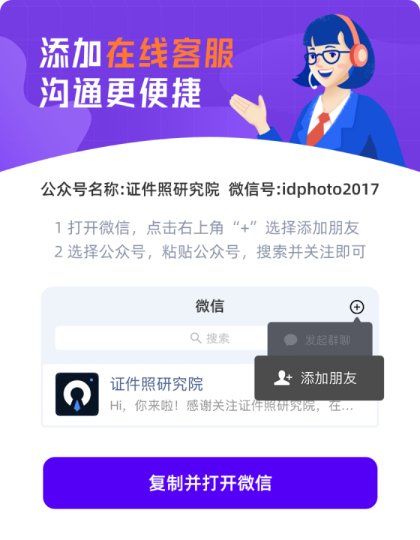 添加在线客服
沟通更便捷
公众号名称:证件照研究院 微信号:idphoto2017
1 打开微信，点击右上角“+”选择添加朋友
2 选择公众号，粘贴公众号，搜索并关注即可
微信
搜索
发起群聊
添加朋友
证件照研究院
Hi，你来啦！感谢关注证件照研究院，在...
复制并打开微信